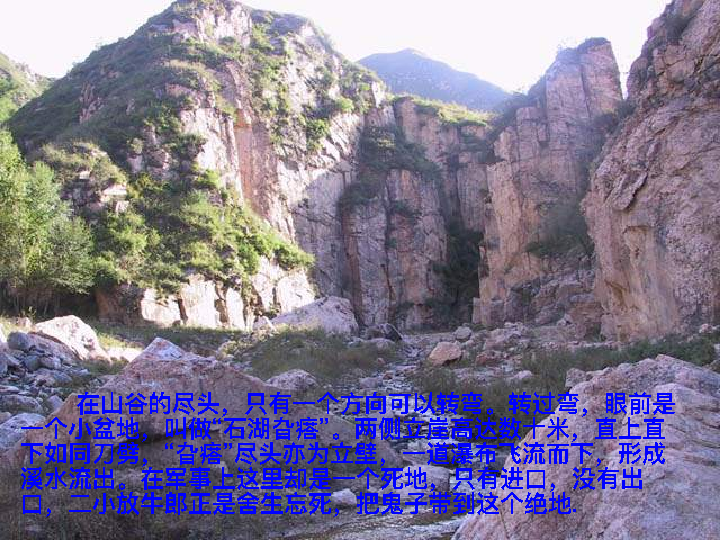 在山谷的尽头，只有一个方向可以转弯。转过弯，眼前是
一个小盆地，叫做“石湖旮瘩”。两侧立崖高达数十米，直上直
下如同刀劈，“旮瘩”尽头亦为立壁，一道瀑布飞流而下，形成
溪水流出。在军事上这里却是一个死地，只有进口，没有出
口，二小放牛郎正是舍生忘死，把鬼子带到这个绝地.